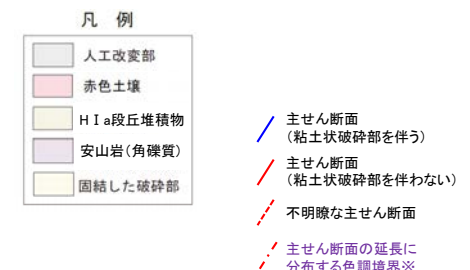 凡 例
人工改変部
赤色土壌
HⅠa段丘堆積物
安山岩(角礫質)
固結した破砕部
主せん断面
(粘土状破砕部を伴う)
主せん断面
(粘土状破砕部を伴わない)
不明瞭な主せん断面
主せん断面の延長に
分布する色調境界※